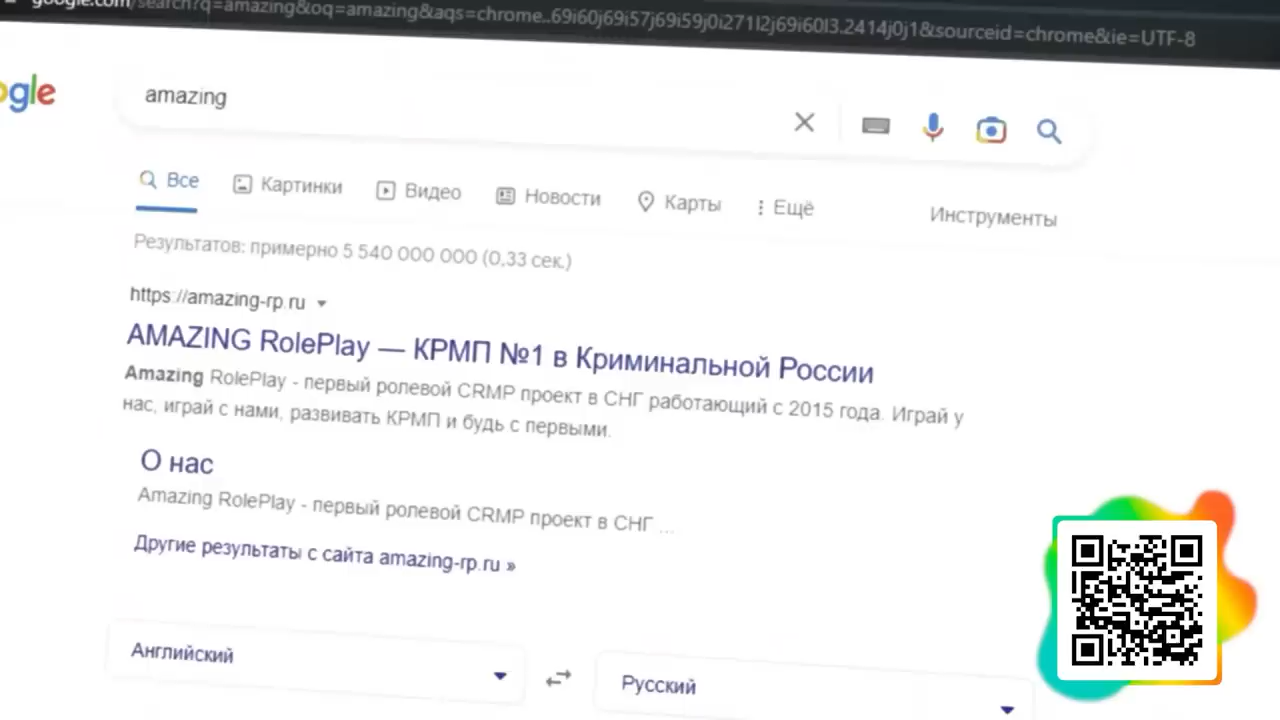 google.com/search?q=amazing&oq=amazing&aqs=chrome..69i60j69i57j69i59j0i271l2j69i60l3.2414j0j1&sourceid=chrome&ie=UTF-8
ogle
amazing
Все Картинки Видео Новости Карты Ещё Инструменты
Результатов: примерно 5 540 000 000 (0,33 сек.)
https://amazing-rp.ru
AMAZING RolePlay — КРМП №1 в Криминальной России
Amazing RolePlay - первый ролевой CRMP проект в СНГ работающий с 2015 года. Играй у
нас, играй с нами, развивать КРМП и будь с первыми.
О нас
Amazing RolePlay - первый ролевой CRMP проект в СНГ ...
Другие результаты с сайта amazing-rp.ru »
Английский Русский